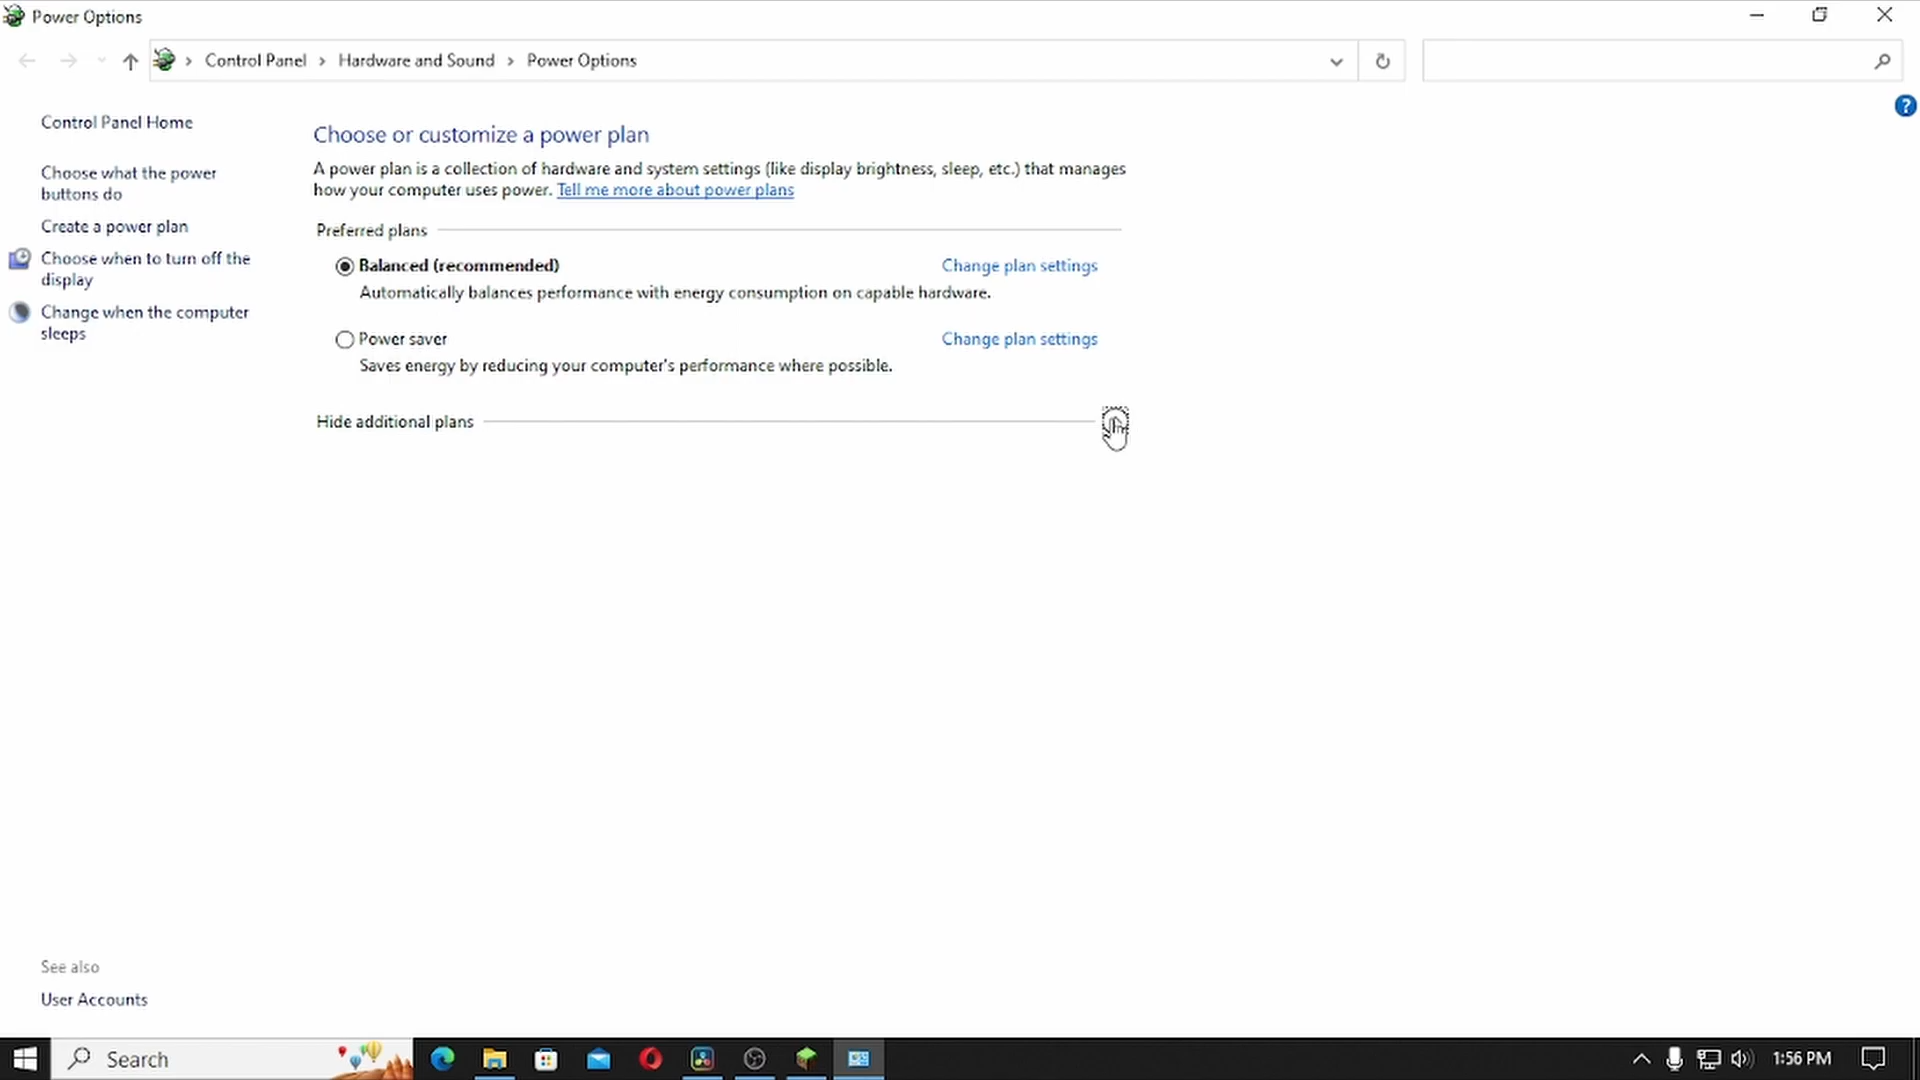 Power Options
Control Panel › Hardware and Sound › Power Options
Control Panel Home
Choose what the power
buttons do
Create a power plan
Choose when to turn off the
display
Change when the computer
sleeps
Choose or customize a power plan
A power plan is a collection of hardware and system settings (like display brightness, sleep, etc.) that manages
how your computer uses power. Tell me more about power plans
Preferred plans
Balanced (recommended) Change plan settings
Automatically balances performance with energy consumption on capable hardware.
Power saver Change plan settings
Saves energy by reducing your computer's performance where possible.
Hide additional plans
See also
User Accounts
Search
1:56 PM